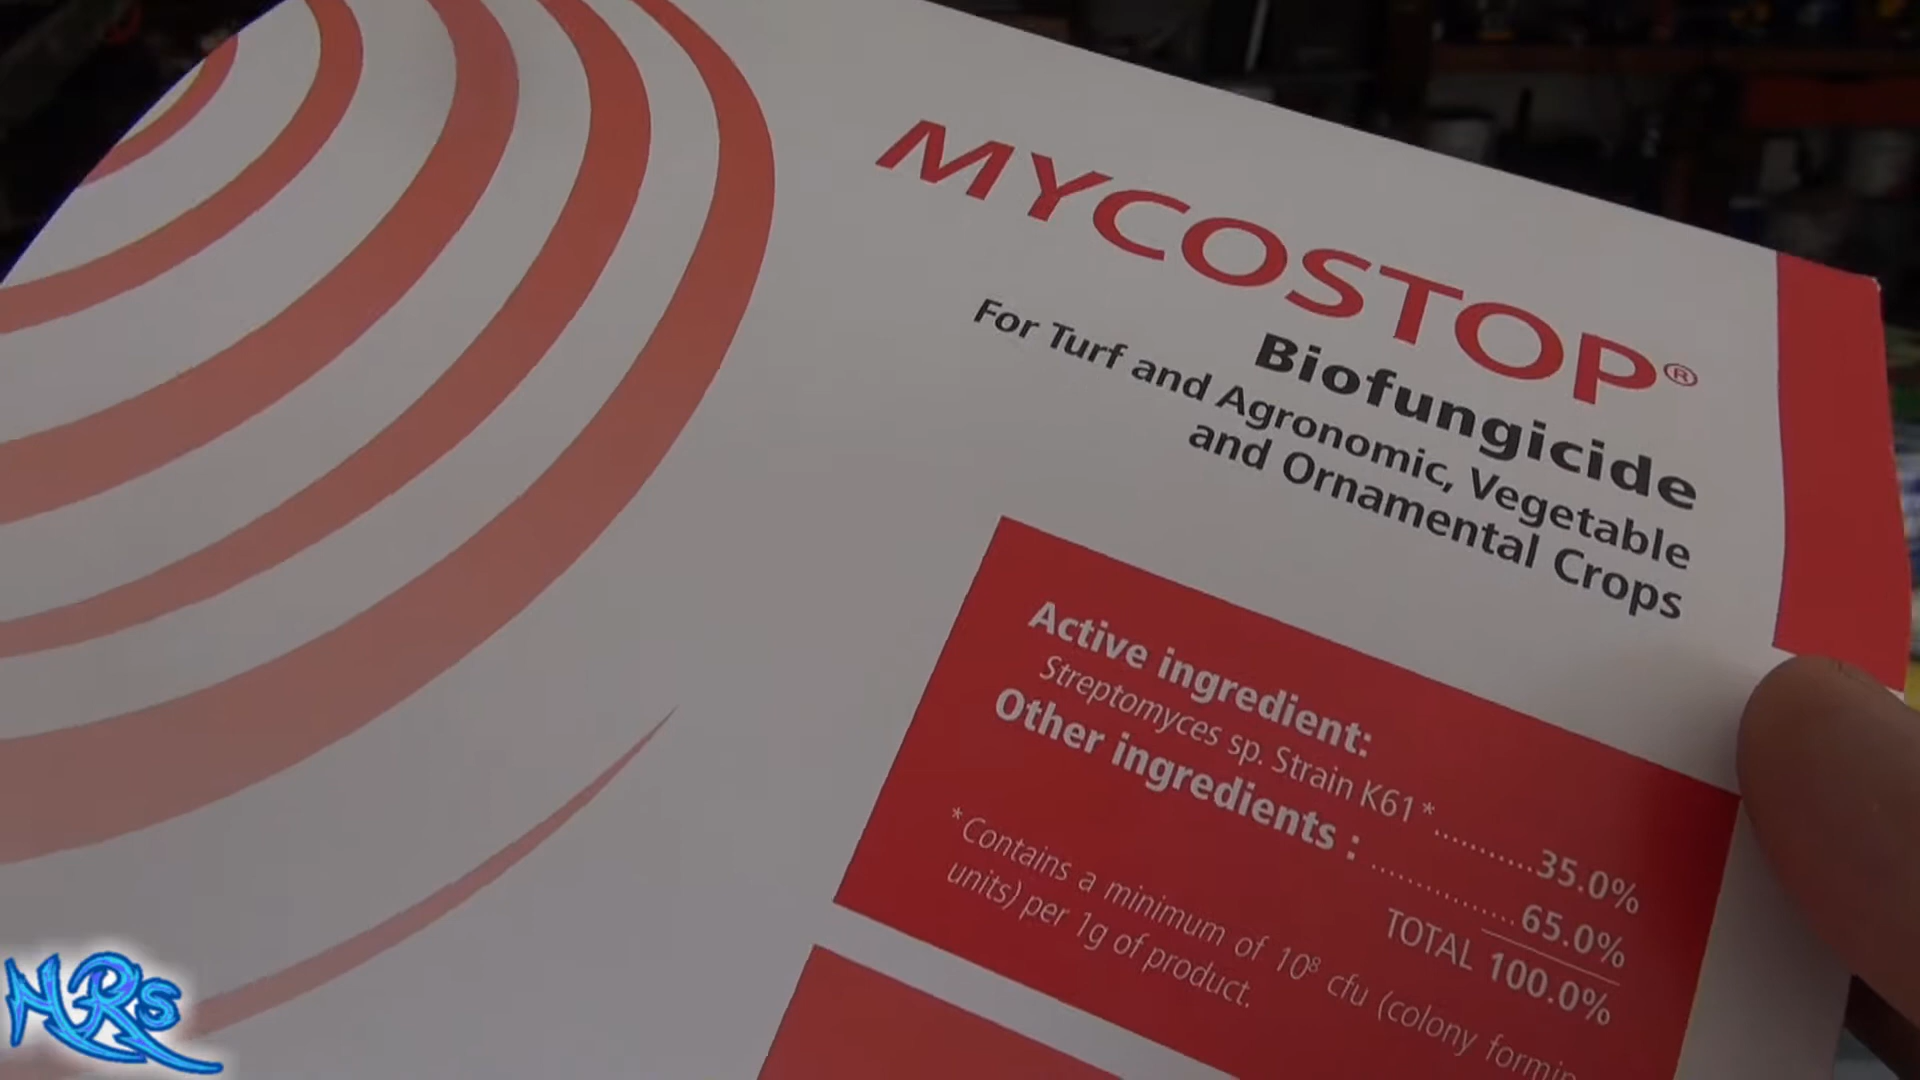 MYCOSTOP®
Biofungicide
For Turf and Agronomic, Vegetable
and Ornamental Crops
Active ingredient:
Streptomyces sp. Strain K61*...........35.0%
Other ingredients :...............65.0%
TOTAL 100.0%
*Contains a minimum of 10⁸ cfu (colony formin
units) per 1g of product.
NRS